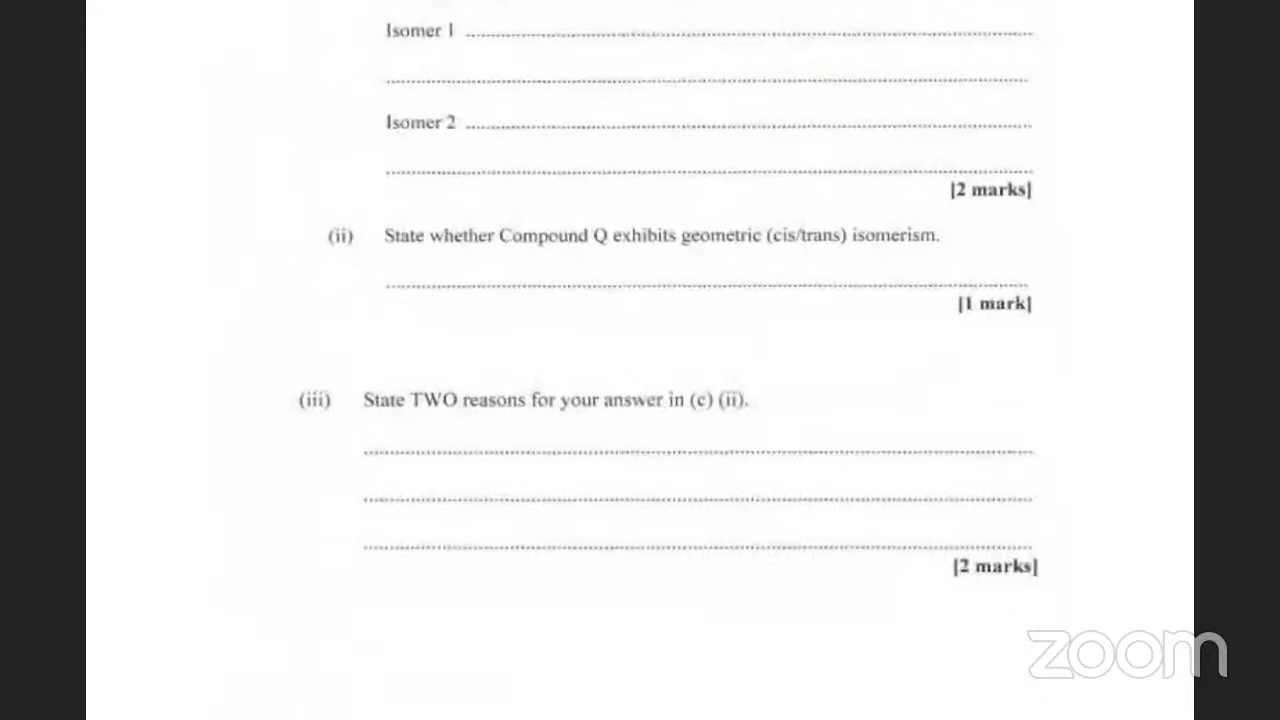 Isomer 1 ................................................................
................................................................
Isomer 2 ................................................................
................................................................
[2 marks]
(ii) State whether Compound Q exhibits geometric (cis/trans) isomerism.
................................................................
[1 mark]
(iii) State TWO reasons for your answer in (c) (ii).
................................................................
................................................................
................................................................
[2 marks]
zoom